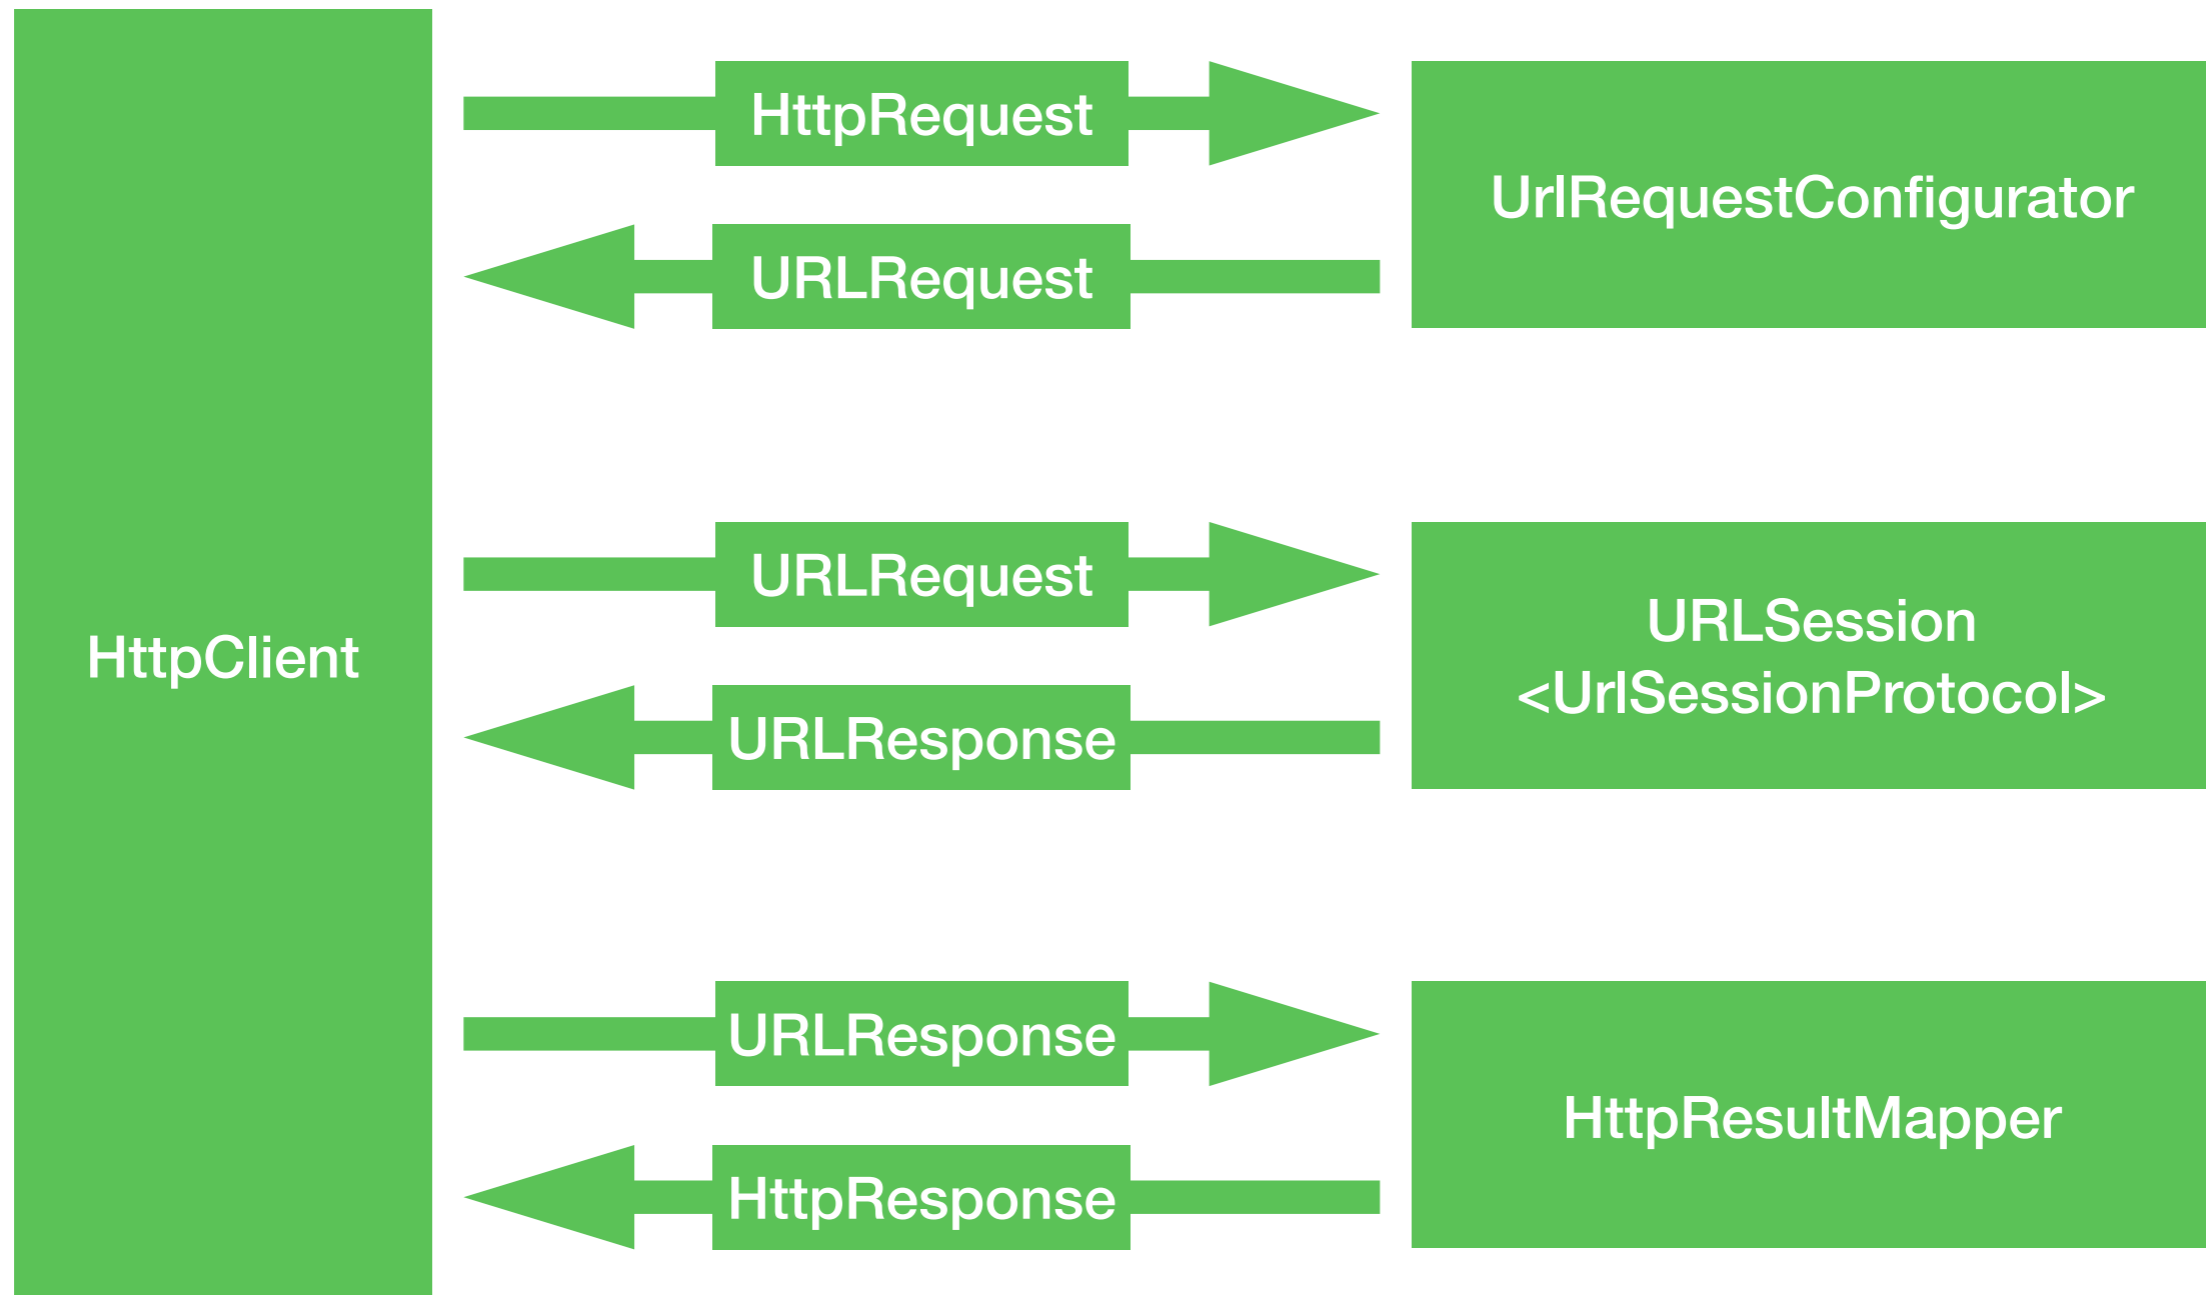 HttpRequest
UrlRequestConfigurator
URLRequest
HttpClient
URLRequest
URLSession
<UrlSessionProtocol>
URLResponse
URLResponse
HttpResultMapper
HttpResponse